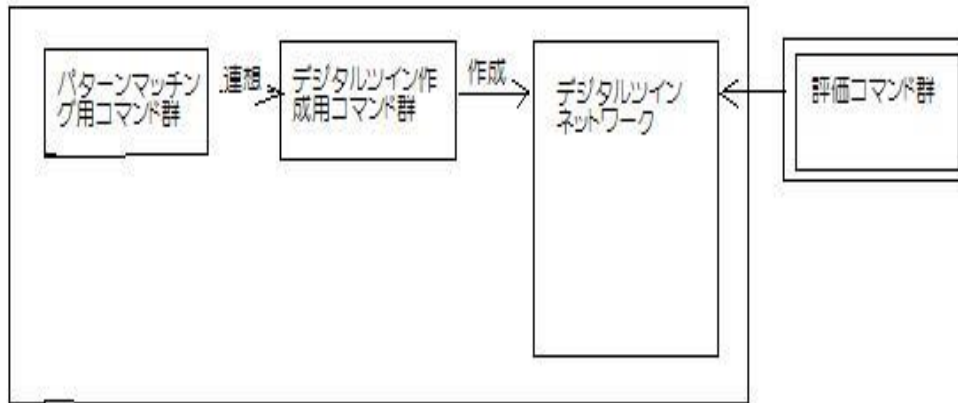 パターンマッチン
グ用コマンド群
連想
デジタルツイン作
成用コマンド群
作成
デジタルツイン
ネットワーク
評価コマンド群